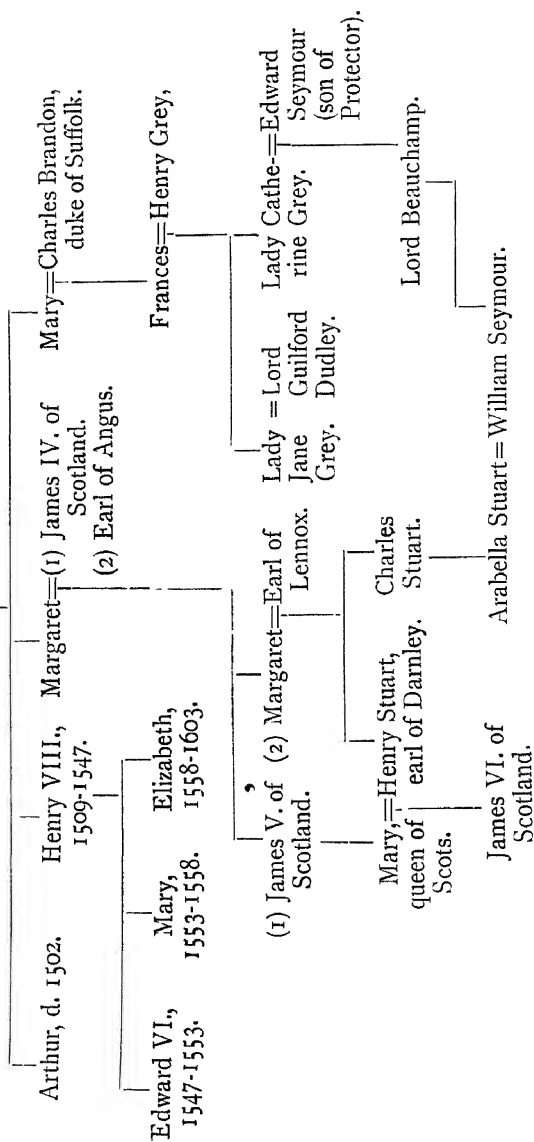 Arthur, d. 1502.
Henry VIII.,
1509-1547.
Margaret=(1) James IV. of
Scotland.
(2) Earl of Angus.
Mary=Charles Brandon,
duke of Suffolk.
Edward VI.,
1547-1553.
Mary,
1553-1558.
Elizabeth,
1558-1603.
Frances=Henry Grey,
(1) James V. of
Scotland.
(2) Margaret=Earl of
Lennox.
Lady = Lord
Jane Guilford
Grey. Dudley.
Lady Cathe-=Edward
rine Grey. Seymour
(son of
Protector).
Mary,=Henry Stuart,
queen of earl of Darnley.
Scots.
Charles
Stuart.
Lord Beauchamp.
James VI. of
Scotland.
Arabella Stuart=William Seymour.